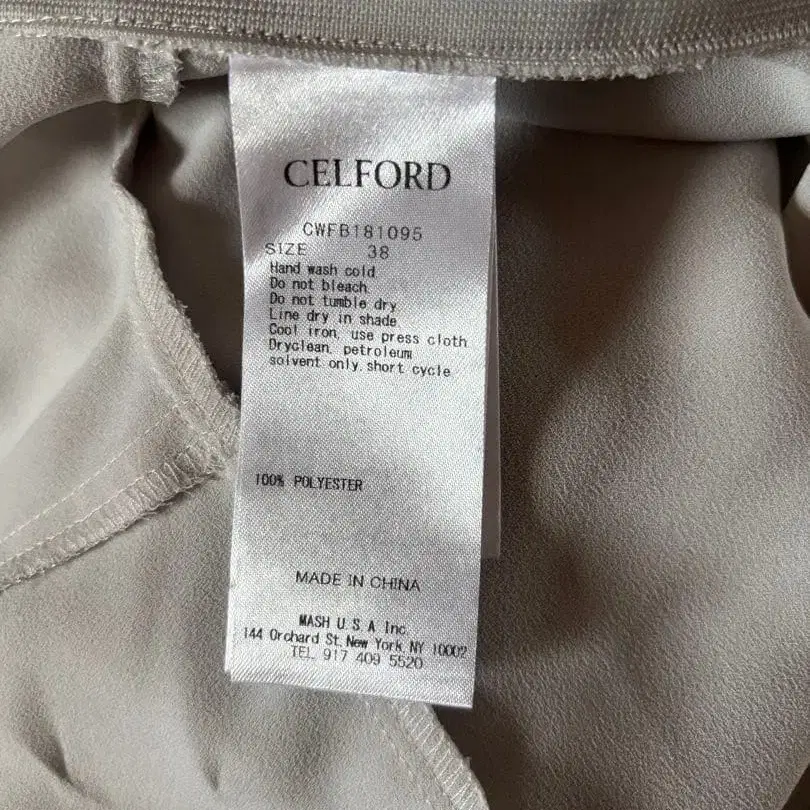 CELFORD
CWFB181095
SIZE 38
Hand wash cold
Do not bleach
Do not tumble dry
Line dry in shade
Cool iron, use press cloth
Dryclean, petroleum
solvent only, short cycle
100% POLYESTER
MADE IN CHINA
MASH U.S.A Inc.
144 Orchard St, New York, NY 10002
TEL 917 409 5520